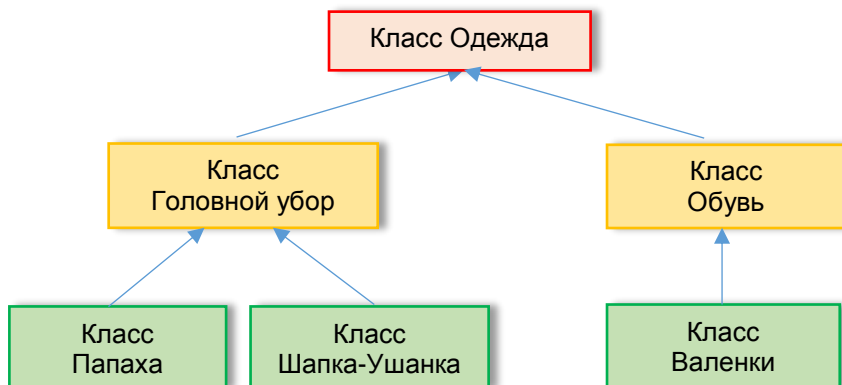 Класс Одежда
Класс
Головной убор
Класс
Обувь
Класс
Папаха
Класс
Шапка-Ушанка
Класс
Валенки